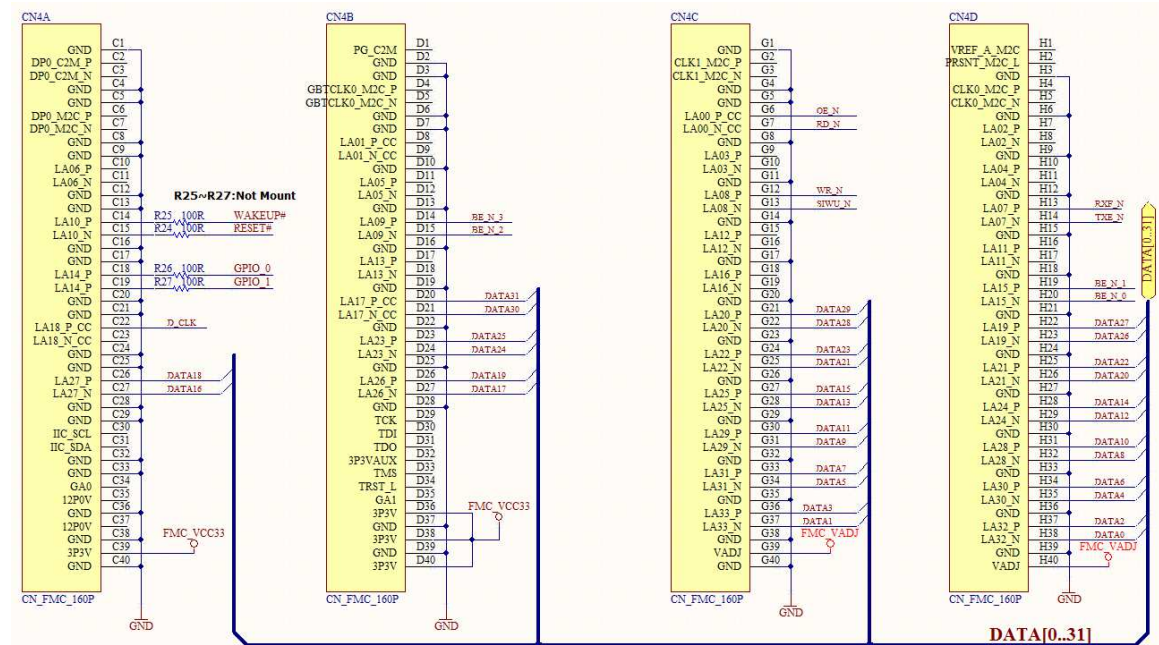 CN4A
GND C1
DP0_C2M_P C2
DP0_C2M_N C3
GND C4
GND C5
DP0_M2C_P C6
DP0_M2C_N C7
GND C8
GND C9
LA06_P C10
LA06_N C11
GND C12
GND C13
R25~R27:Not Mount
LA10_P C14 R25 100R WAKEUP#
LA10_N C15 R24 100R RESET#
GND C16
GND C17
LA14_P C18 R26 100R GPIO_0
LA14_P C19 R27 100R GPIO_1
GND C20
GND C21
LA18_P_CC C22 D_CLK
LA18_N_CC C23
GND C24
GND C25
LA27_P C26 DATA18
LA27_N C27 DATA16
GND C28
GND C29
IIC_SCL C30
IIC_SDA C31
GND C32
GND C33
GA0 C34
12P0V C35
GND C36
12P0V C37
GND C38 FMC_VCC33
3P3V C39
GND C40
CN_FMC_160P
GND
CN4B
PG_C2M D1
GND D2
GND D3
GBTCLK0_M2C_P D4
GBTCLK0_M2C_N D5
GND D6
GND D7
LA01_P_CC D8
LA01_N_CC D9
GND D10
LA05_P D11
LA05_N D12
GND D13
LA09_P D14 BE_N_3
LA09_N D15 BE_N_2
GND D16
LA13_P D17
LA13_N D18
GND D19
LA17_P_CC D20 DATA31
LA17_N_CC D21 DATA30
GND D22
LA23_P D23 DATA25
LA23_N D24 DATA24
GND D25
LA26_P D26 DATA19
LA26_N D27 DATA17
GND D28
TCK D29
TDI D30
TDO D31
3P3VAUX D32
TMS D33
TRST_L D34
GA1 D35
3P3V D36 FMC_VCC33
GND D37
3P3V D38
GND D39
3P3V D40
CN_FMC_160P
GND
CN4C
GND G1
CLK1_M2C_P G2
CLK1_M2C_N G3
GND G4
GND G5
LA00_P_CC G6 OE_N
LA00_N_CC G7 RD_N
GND G8
LA03_P G9
LA03_N G10
GND G11
LA08_P G12 WR_N
LA08_N G13 SIWU_N
GND G14
LA12_P G15
LA12_N G16
GND G17
LA16_P G18
LA16_N G19
GND G20
LA20_P G21 DATA29
LA20_N G22 DATA28
GND G23
LA22_P G24 DATA23
LA22_N G25 DATA21
GND G26
LA25_P G27 DATA15
LA25_N G28 DATA13
GND G29
LA29_P G30 DATA11
LA29_N G31 DATA9
GND G32
LA31_P G33 DATA7
LA31_N G34 DATA5
GND G35
LA33_P G36 DATA3
LA33_N G37 DATA1
GND G38 FMC_VADJ
VADJ G39
GND G40
CN_FMC_160P
GND
CN4D
VREF_A_M2C H1
PRSNT_M2C_L H2
GND H3
CLK0_M2C_P H4
CLK0_M2C_N H5
GND H6
LA02_P H7
LA02_N H8
GND H9
LA04_P H10
LA04_N H11
GND H12
LA07_P H13 RXF_N
LA07_N H14 TXE_N
GND H15
LA11_P H16
LA11_N H17
GND H18
LA15_P H19 BE_N_1
LA15_N H20 BE_N_0
GND H21
LA19_P H22 DATA27
LA19_N H23 DATA26
GND H24
LA21_P H25 DATA22
LA21_N H26 DATA20
GND H27
LA24_P H28 DATA14
LA24_N H29 DATA12
GND H30
LA28_P H31 DATA10
LA28_N H32 DATA8
GND H33
LA30_P H34 DATA6
LA30_N H35 DATA4
GND H36
LA32_P H37 DATA2
LA32_N H38 DATA0
GND H39 FMC_VADJ
VADJ H40
CN_FMC_160P
GND
DATA[0..31]
DATA[0..31]